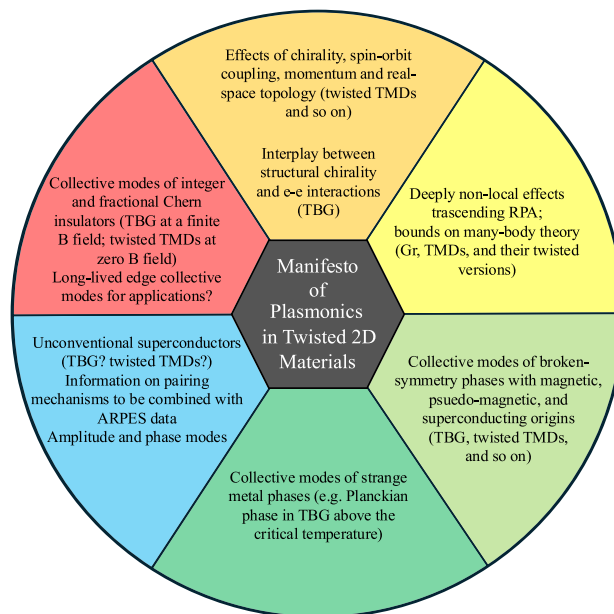 Effects of chirality, spin-orbit
coupling, momentum and real-
space topology (twisted TMDs
and so on)
Interplay between
structural chirality
and e-e interactions
(TBG)
Deeply non-local effects
trascending RPA;
bounds on many-body theory
(Gr, TMDs, and their twisted
versions)
Collective modes of broken-
symmetry phases with magnetic,
psuedo-magnetic, and
superconducting origins
(TBG, twisted TMDs,
and so on)
Collective modes of strange
metal phases (e.g. Planckian
phase in TBG above the
critical temperature)
Unconventional superconductors
(TBG? twisted TMDs?)
Information on pairing
mechanisms to be combined with
ARPES data
Amplitude and phase modes
Collective modes of integer
and fractional Chern
insulators (TBG at a finite
B field; twisted TMDs at
zero B field)
Long-lived edge collective
modes for applications?
Manifesto
of
Plasmonics
in Twisted 2D
Materials